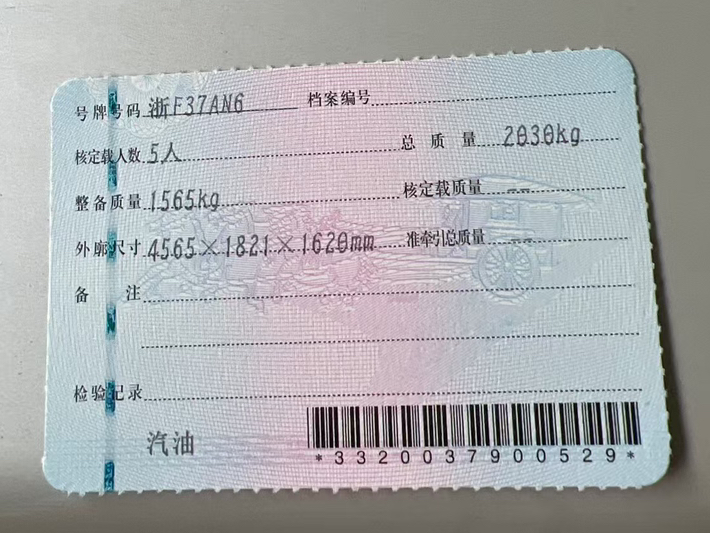 号牌号码 浙F37AN6 档案编号
核定载人数 5人 总质量 2030kg
整备质量 1565kg 核定载质量 --
外廓尺寸 4565×1821×1620mm 准牵引总质量 --
备注
检验记录
汽油
*3320037900529*